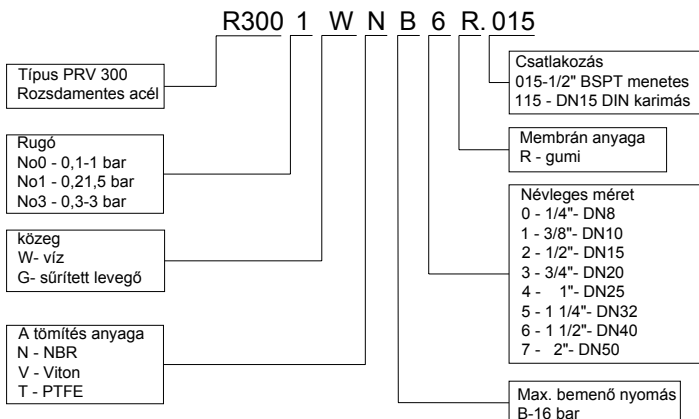 R300 1 W N B 6 R. 015
Típus PRV 300
Rozsdamentes acél
Rugó
No0 - 0,1-1 bar
No1 - 0,21,5 bar
No3 - 0,3-3 bar
közeg
W- víz
G- sűrített levegő
A tömítés anyaga
N - NBR
V - Viton
T - PTFE
Csatlakozás
015-1/2" BSPT menetes
115 - DN15 DIN karimás
Membrán anyaga
R - gumi
Névleges méret
0 - 1/4"- DN8
1 - 3/8"- DN10
2 - 1/2"- DN15
3 - 3/4"- DN20
4 - 1"- DN25
5 - 1 1/4"- DN32
6 - 1 1/2"- DN40
7 - 2"- DN50
Max. bemenő nyomás
B-16 bar